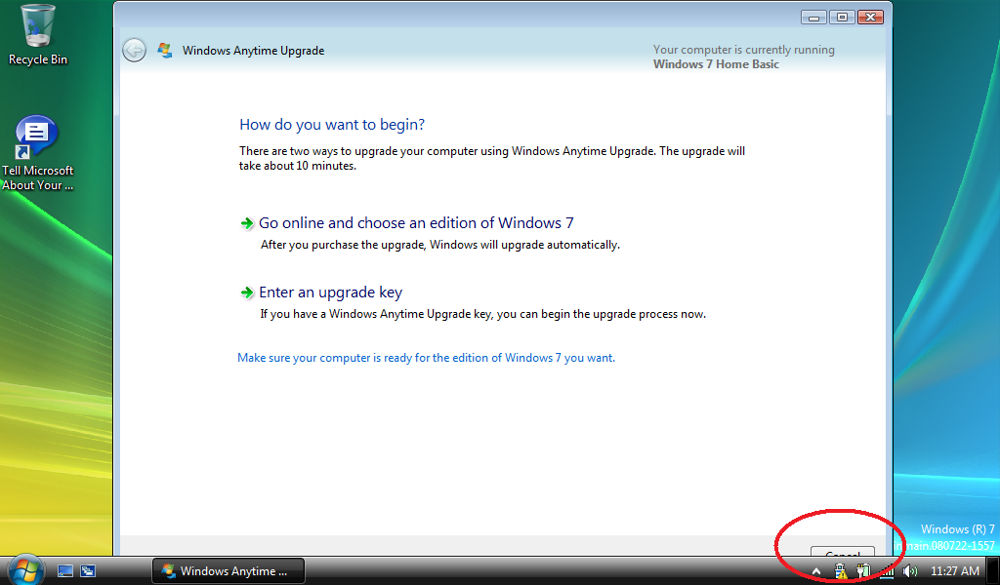 Recycle Bin
Tell Microsoft
About Your ...
Windows Anytime Upgrade
Your computer is currently running
Windows 7 Home Basic
How do you want to begin?
There are two ways to upgrade your computer using Windows Anytime Upgrade. The upgrade will
take about 10 minutes.
Go online and choose an edition of Windows 7
After you purchase the upgrade, Windows will upgrade automatically.
Enter an upgrade key
If you have a Windows Anytime Upgrade key, you can begin the upgrade process now.
Make sure your computer is ready for the edition of Windows 7 you want.
Cancel
Windows (R) 7
main.080722-1557
Windows Anytime ...
11:27 AM